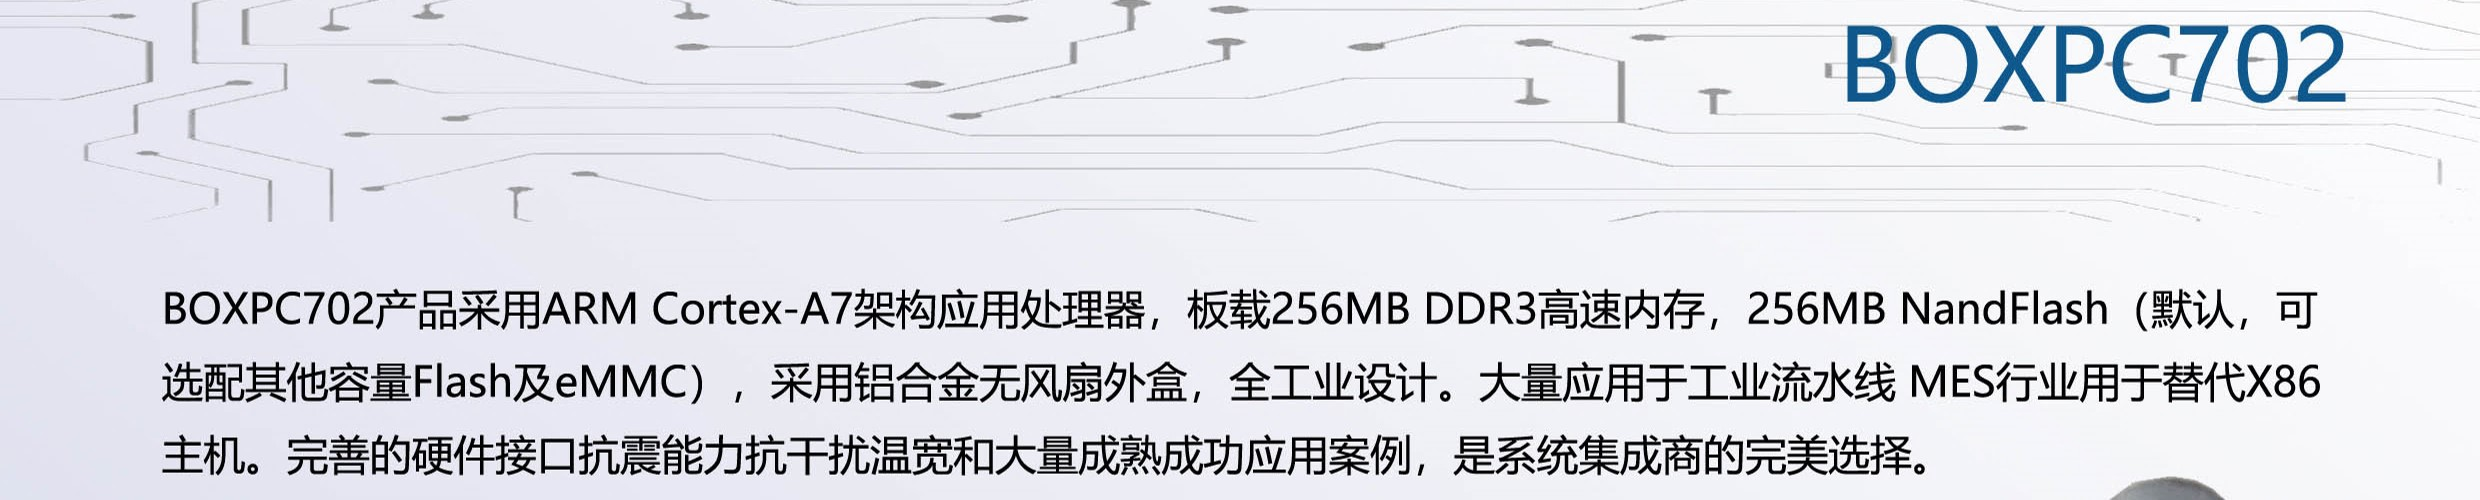 BOXPC702
BOXPC702产品采用ARM Cortex-A7架构应用处理器，板载256MB DDR3高速内存，256MB NandFlash（默认，可
选配其他容量Flash及eMMC），采用铝合金无风扇外盒，全工业设计。大量应用于工业流水线 MES行业用于替代X86
主机。完善的硬件接口抗震能力抗干扰温宽和大量成熟成功应用案例，是系统集成商的完美选择。